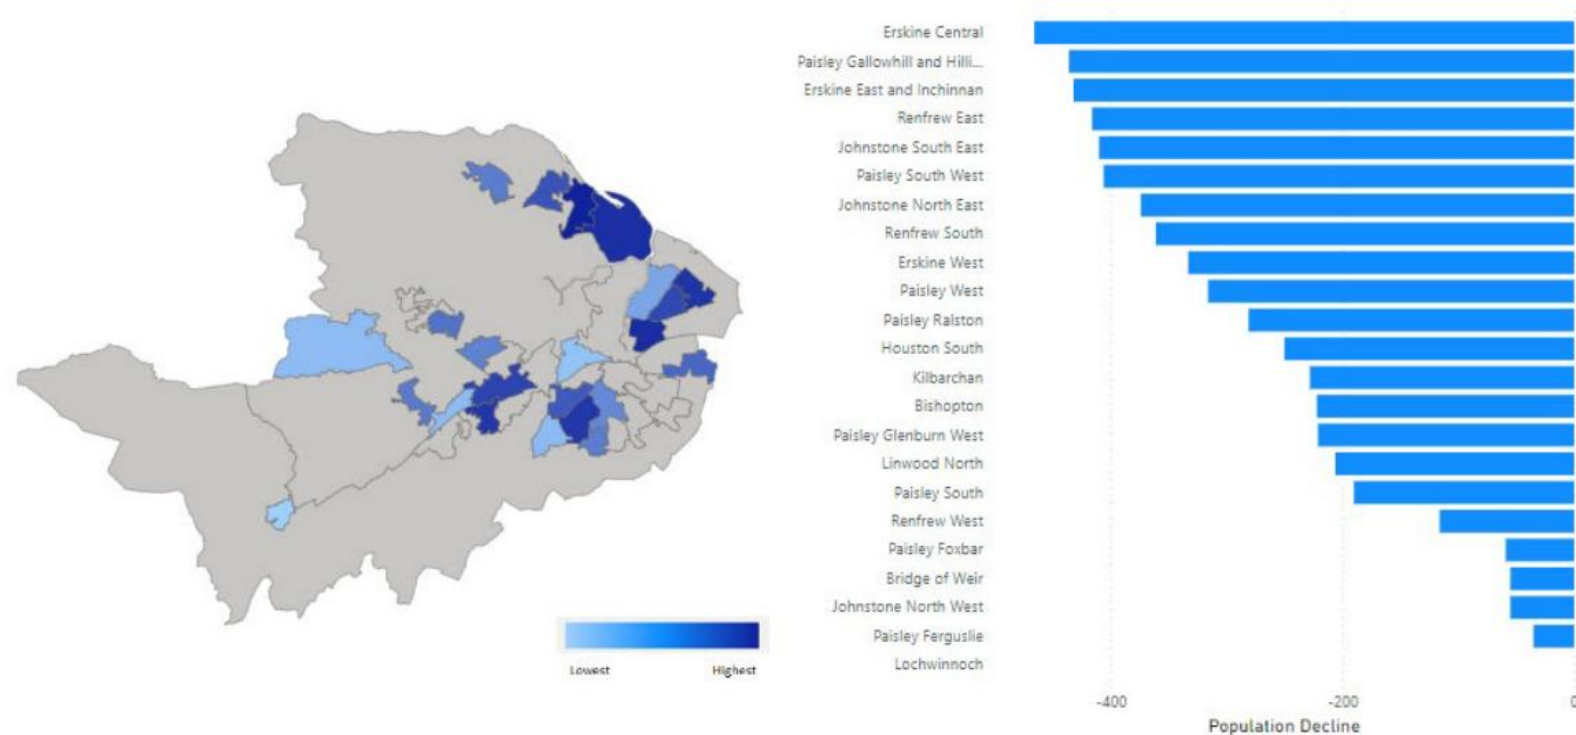 Erskine Central
Paisley Gallowhill and Hilli...
Erskine East and Inchinnan
Renfrew East
Johnstone South East
Paisley South West
Johnstone North East
Renfrew South
Erskine West
Paisley West
Paisley Ralston
Houston South
Kilbarchan
Bishopton
Paisley Glenburn West
Linwood North
Paisley South
Renfrew West
Paisley Foxbar
Bridge of Weir
Johnstone North West
Paisley Ferguslie
Lochwinnoch
-400 -200 0
Population Decline
Lowest Highest